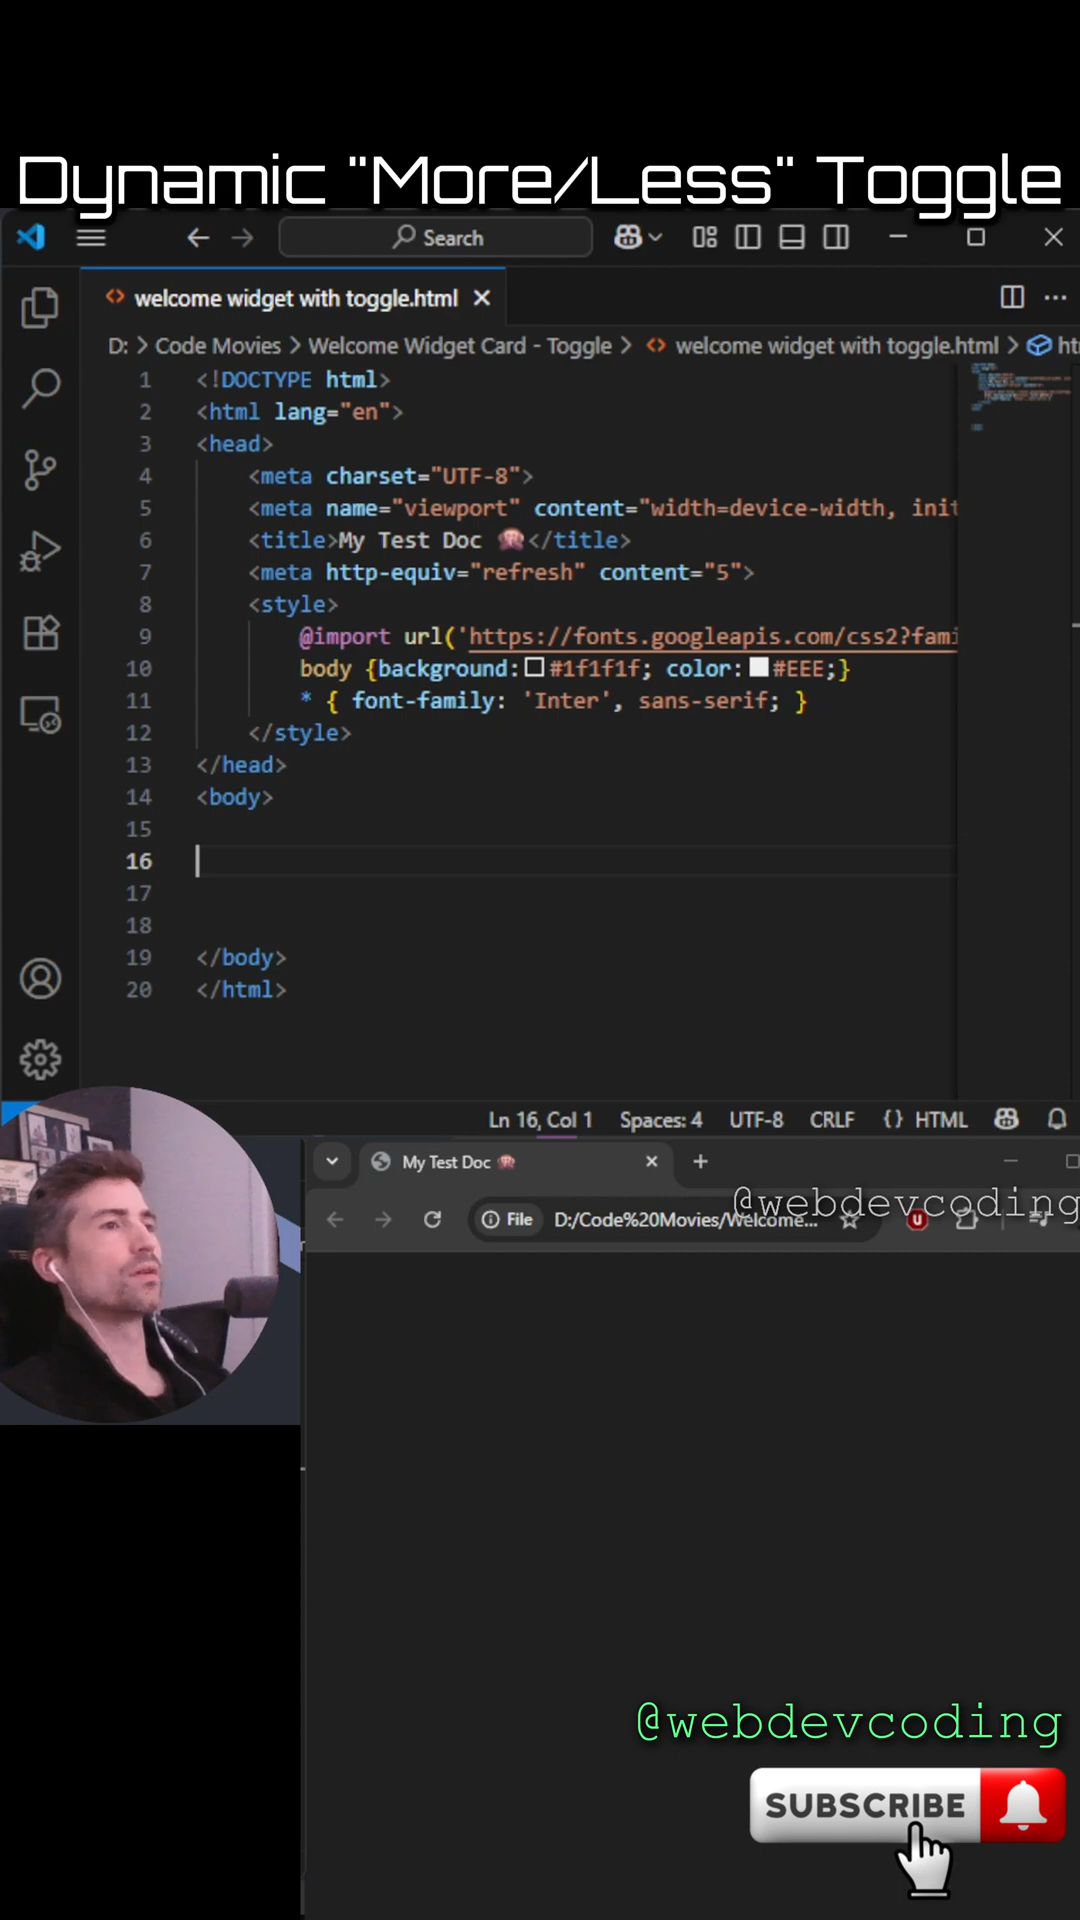 Dynamic "More/Less" Toggle
Search
welcome widget with toggle.html
D: > Code Movies > Welcome Widget Card - Toggle > welcome widget with toggle.html >
1 <!DOCTYPE html>
2 <html lang="en">
3 <head>
4 <meta charset="UTF-8">
5 <meta name="viewport" content="width=device-width, init
6 <title>My Test Doc 🙈</title>
7 <meta http-equiv="refresh" content="5">
8 <style>
9 @import url('https://fonts.googleapis.com/css2?fami
10 body {background:#1f1f1f; color:#EEE;}
11 * { font-family: 'Inter', sans-serif; }
12 </style>
13 </head>
14 <body>
15
16
17
18
19 </body>
20 </html>
Ln 16, Col 1 Spaces: 4 UTF-8 CRLF {} HTML
My Test Doc 🙈
@webdevcoding
File D:/Code%20Movies/Welcome...
@webdevcoding
SUBSCRIBE